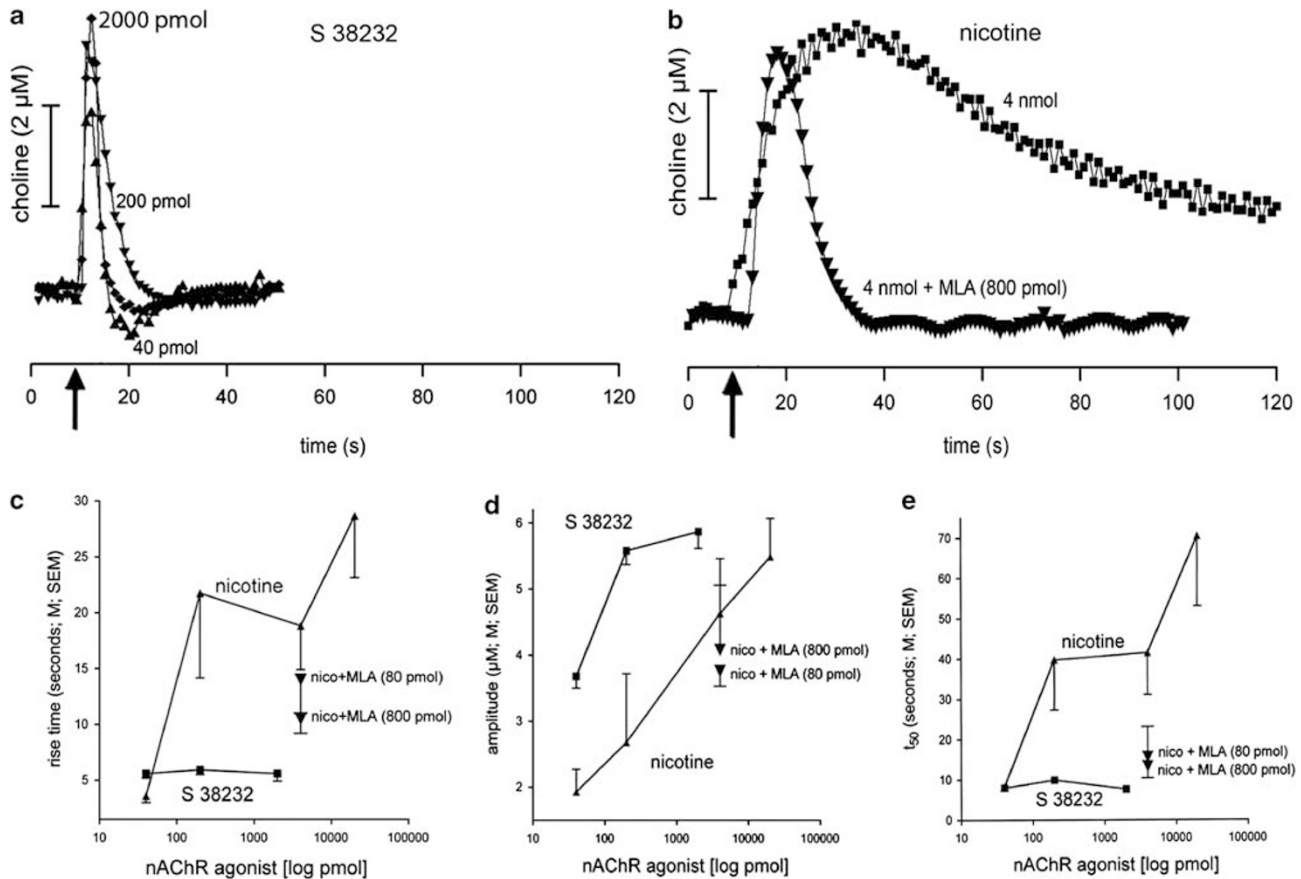 a
2000 pmol
S 38232
choline (2 µM)
200 pmol
40 pmol
0 20 40 60 80 100 120
time (s)
b
nicotine
choline (2 µM)
4 nmol
4 nmol + MLA (800 pmol)
0 20 40 60 80 100 120
time (s)
c
rise time (seconds; M; SEM)
30
25
20
15
10
5
nicotine
nico+MLA (80 pmol)
nico+MLA (800 pmol)
S 38232
10 100 1000 10000 100000
nAChR agonist [log pmol]
d
amplitude (µM; M; SEM)
6
5
4
3
2
S 38232
nico + MLA (800 pmol)
nico + MLA (80 pmol)
nicotine
10 100 1000 10000 100000
nAChR agonist [log pmol]
e
t50 (seconds; M; SEM)
70
60
50
40
30
20
10
0
nicotine
nico + MLA (80 pmol)
nico + MLA (800 pmol)
S 38232
10 100 1000 10000 100000
nAChR agonist [log pmol]